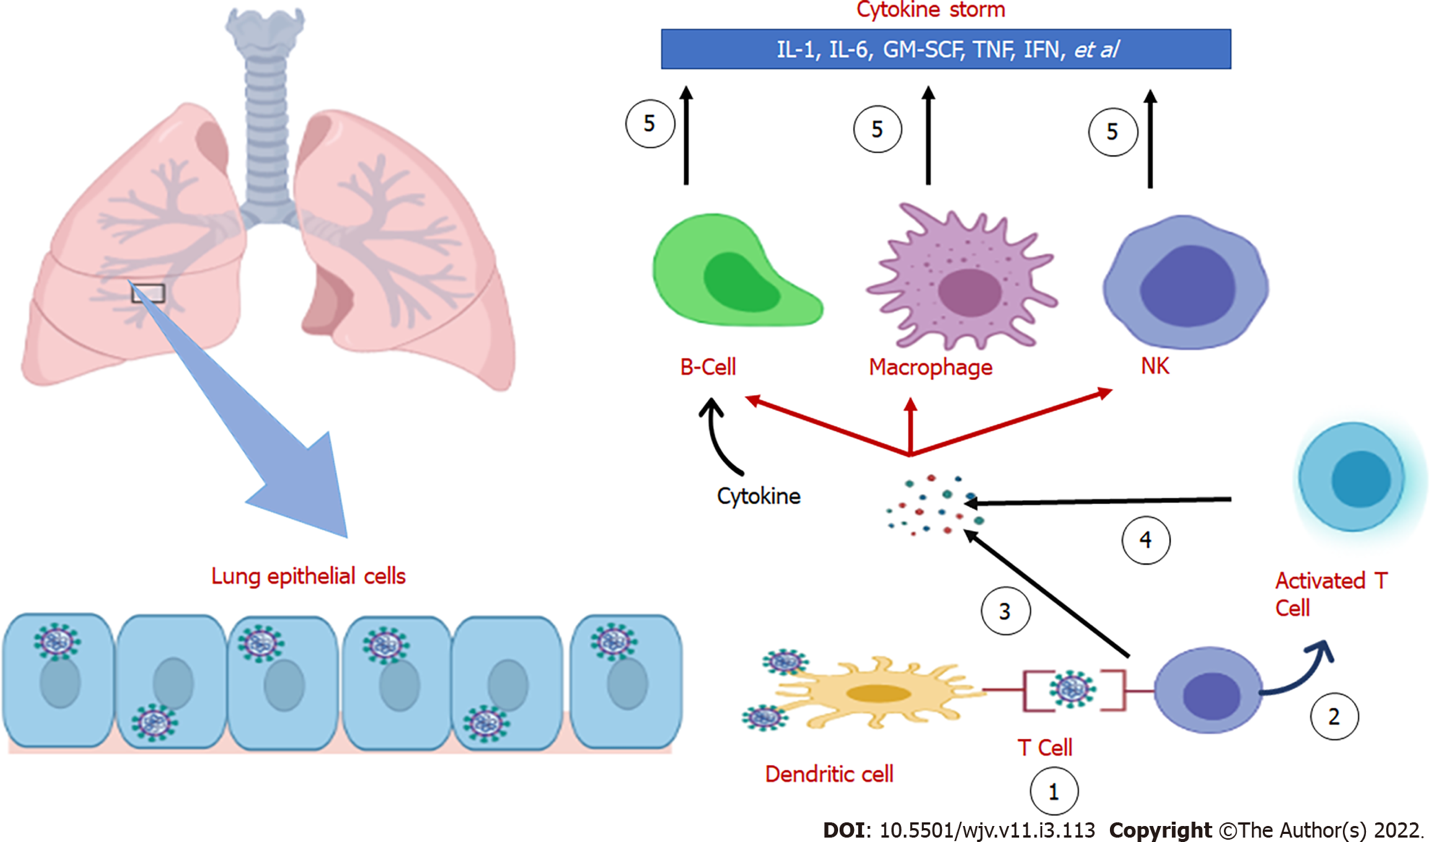 Cytokine storm
IL-1, IL-6, GM-SCF, TNF, IFN, et al
5
5
5
B-Cell
Macrophage
NK
Cytokine
4
Activated T
Cell
3
Lung epithelial cells
2
T Cell
Dendritic cell
1
DOI: 10.5501/wjv.v11.i3.113 Copyright ©The Author(s) 2022.